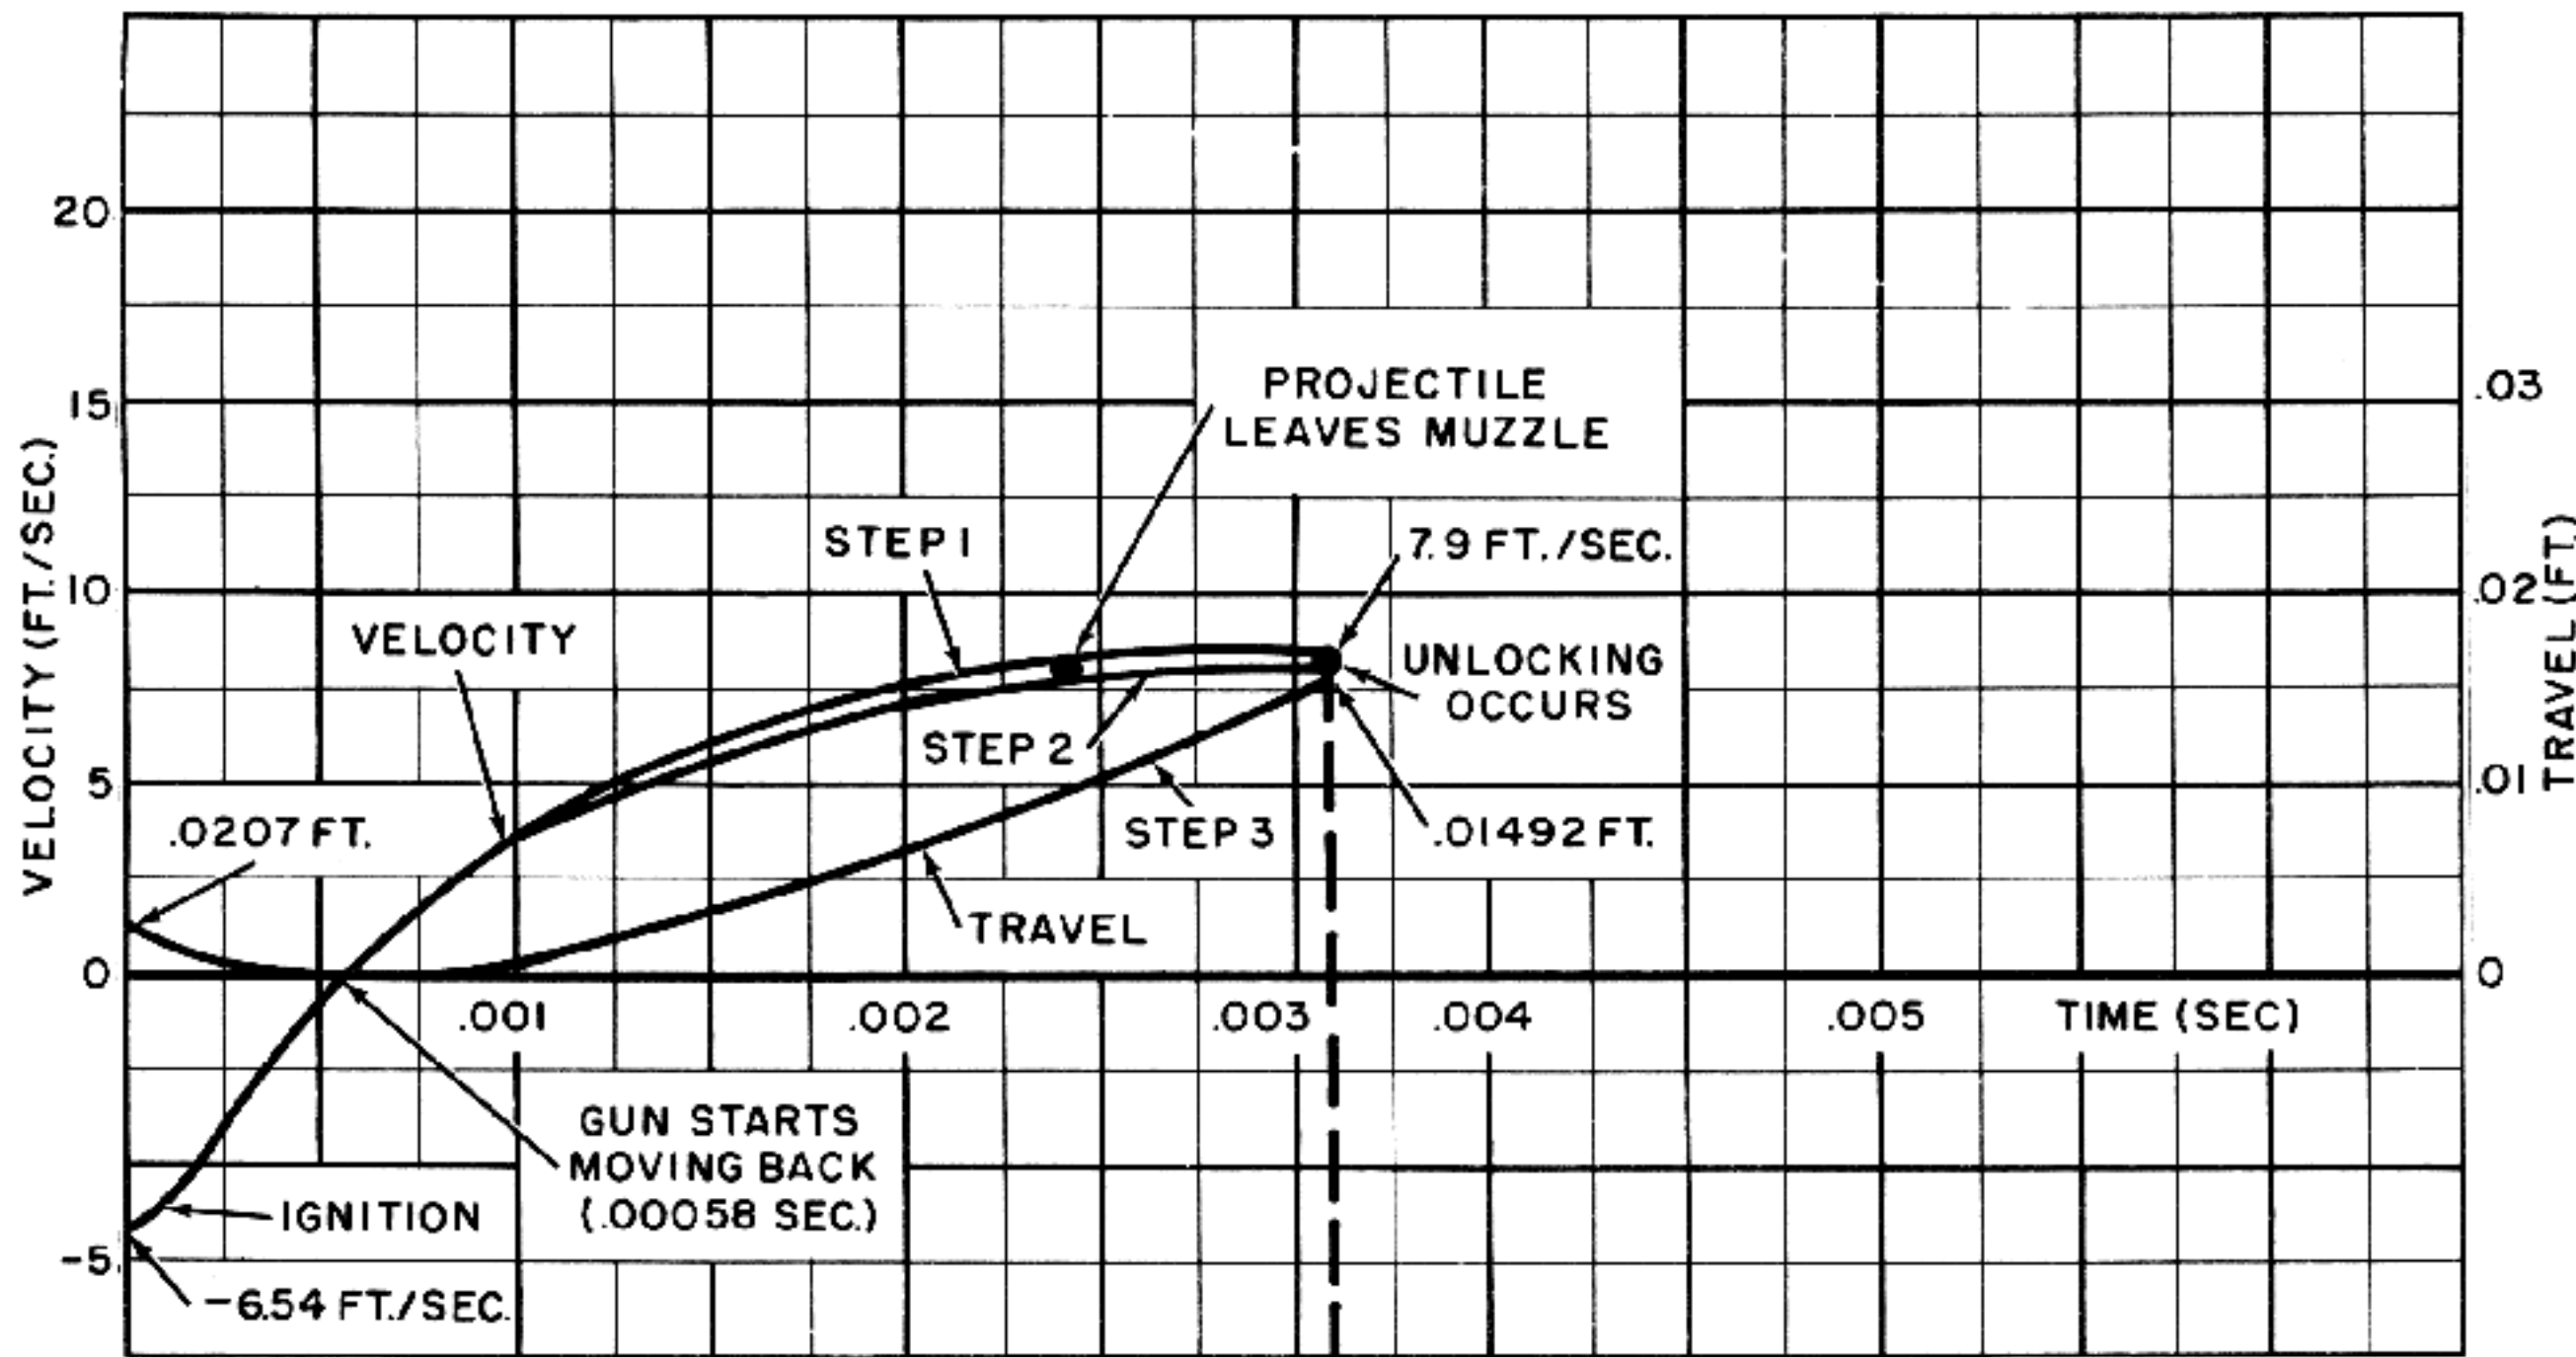 20
15
10
5
0
-5
VELOCITY (FT./SEC.)
.03
.02
.01
0
TRAVEL (FT.)
PROJECTILE
LEAVES MUZZLE
STEP 1
7.9 FT./SEC.
VELOCITY
UNLOCKING
OCCURS
STEP 2
.0207 FT.
STEP 3
.01492 FT.
TRAVEL
.001
.002
.003
.004
.005
TIME (SEC)
GUN STARTS
MOVING BACK
(.00058 SEC.)
IGNITION
-6.54 FT./SEC.